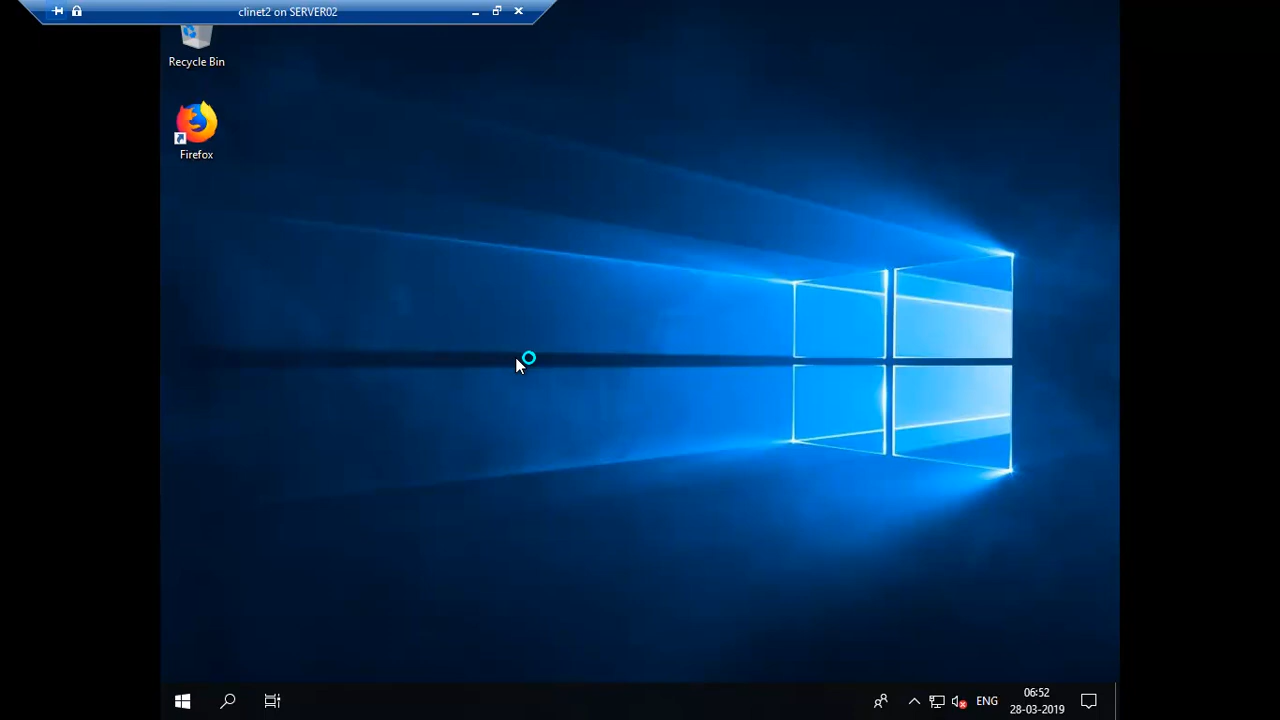 clinet2 on SERVER02
Recycle Bin
Firefox
ENG
06:52
28-03-2019